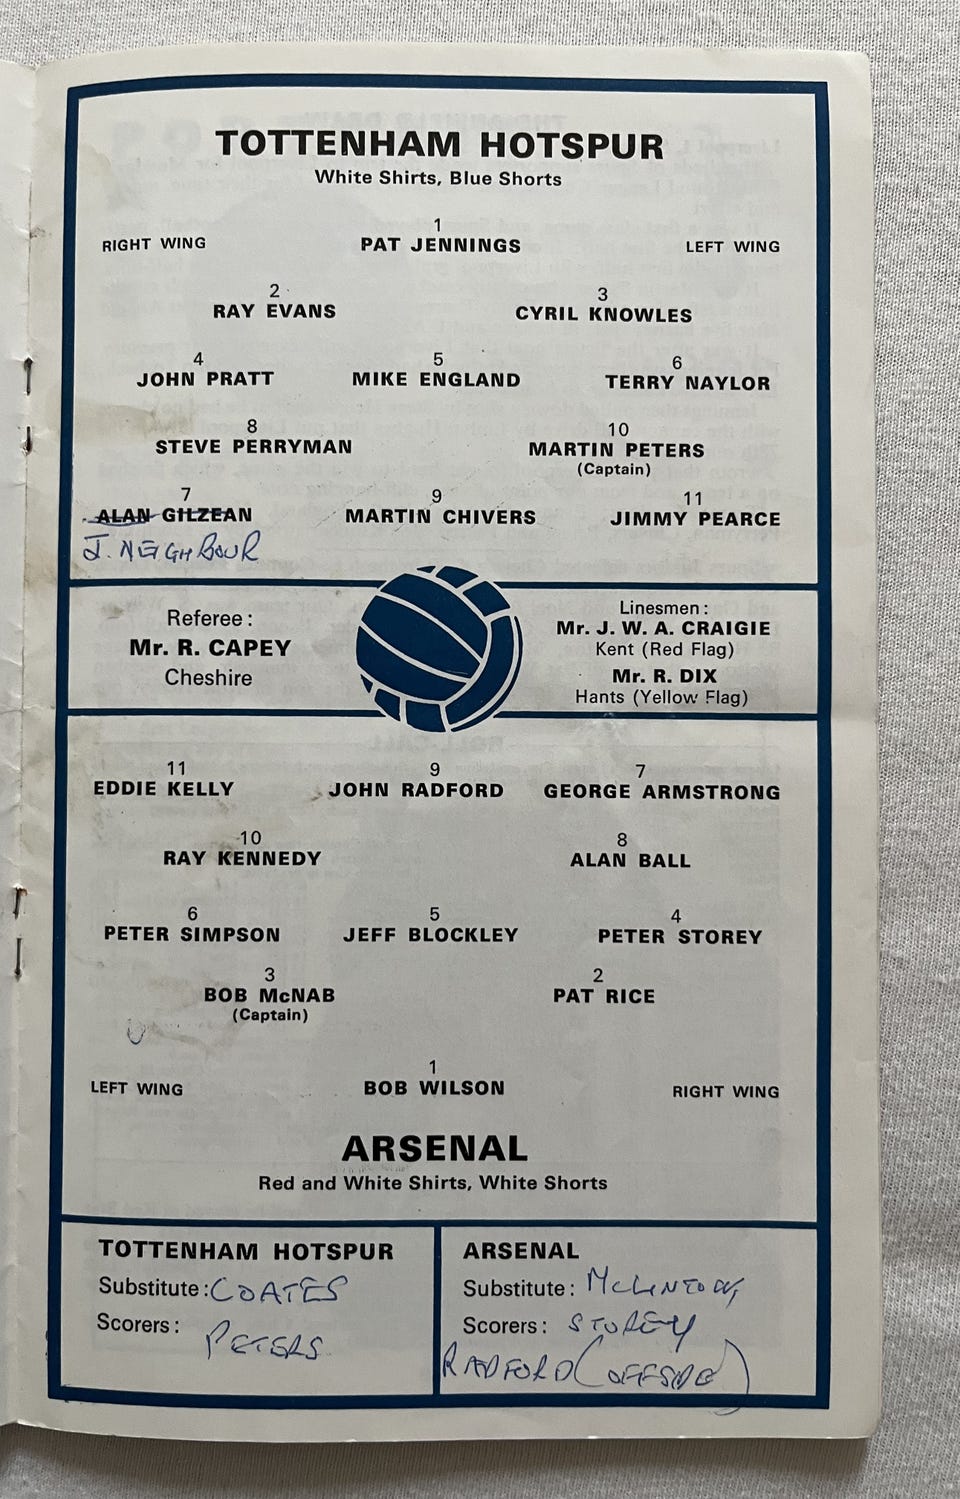 TOTTENHAM HOTSPUR
White Shirts, Blue Shorts
1
RIGHT WING PAT JENNINGS LEFT WING
2 3
RAY EVANS CYRIL KNOWLES
4 5 6
JOHN PRATT MIKE ENGLAND TERRY NAYLOR
8 10
STEVE PERRYMAN MARTIN PETERS
(Captain)
7 9 11
ALAN GILZEAN MARTIN CHIVERS JIMMY PEARCE
J. NEIGHBOUR
Referee:
Mr. R. CAPEY
Cheshire
Linesmen:
Mr. J. W. A. CRAIGIE
Kent (Red Flag)
Mr. R. DIX
Hants (Yellow Flag)
11 9 7
EDDIE KELLY JOHN RADFORD GEORGE ARMSTRONG
10 8
RAY KENNEDY ALAN BALL
6 5 4
PETER SIMPSON JEFF BLOCKLEY PETER STOREY
3 2
BOB McNAB PAT RICE
(Captain)
1
LEFT WING BOB WILSON RIGHT WING
ARSENAL
Red and White Shirts, White Shorts
TOTTENHAM HOTSPUR
Substitute: COATES
Scorers: PETERS
ARSENAL
Substitute:
Scorers: STOREY
RADFORD (OFFSIDE)